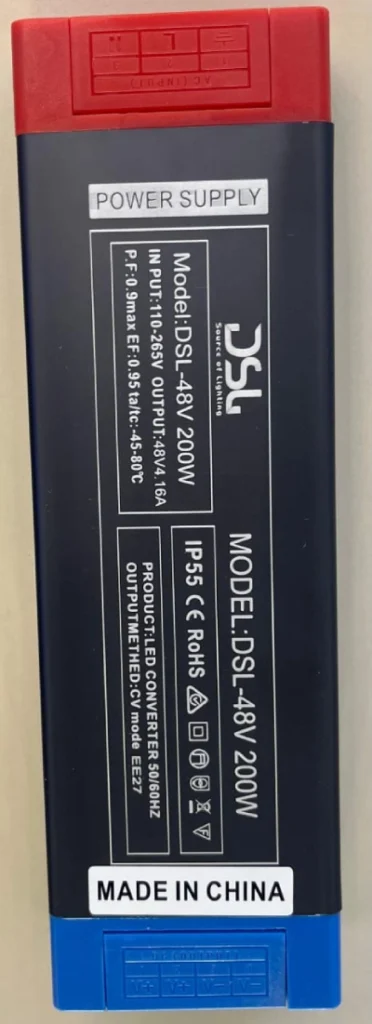 N L
AC(INPUT)
POWER SUPPLY
DSL
Source of Lighting
Model:DSL-48V 200W
IN PUT:110-265V OUTPUT:48V4.16A
P.F:0.9max EF:0.95 ta/tc:-45-80℃
MODEL:DSL-48V 200W
IP55 CE RoHS
PRODUCT:LED CONVERTER 50/60HZ
OUTPUTMETHED:CV mode EE27
MADE IN CHINA
V+ V+ V- V-